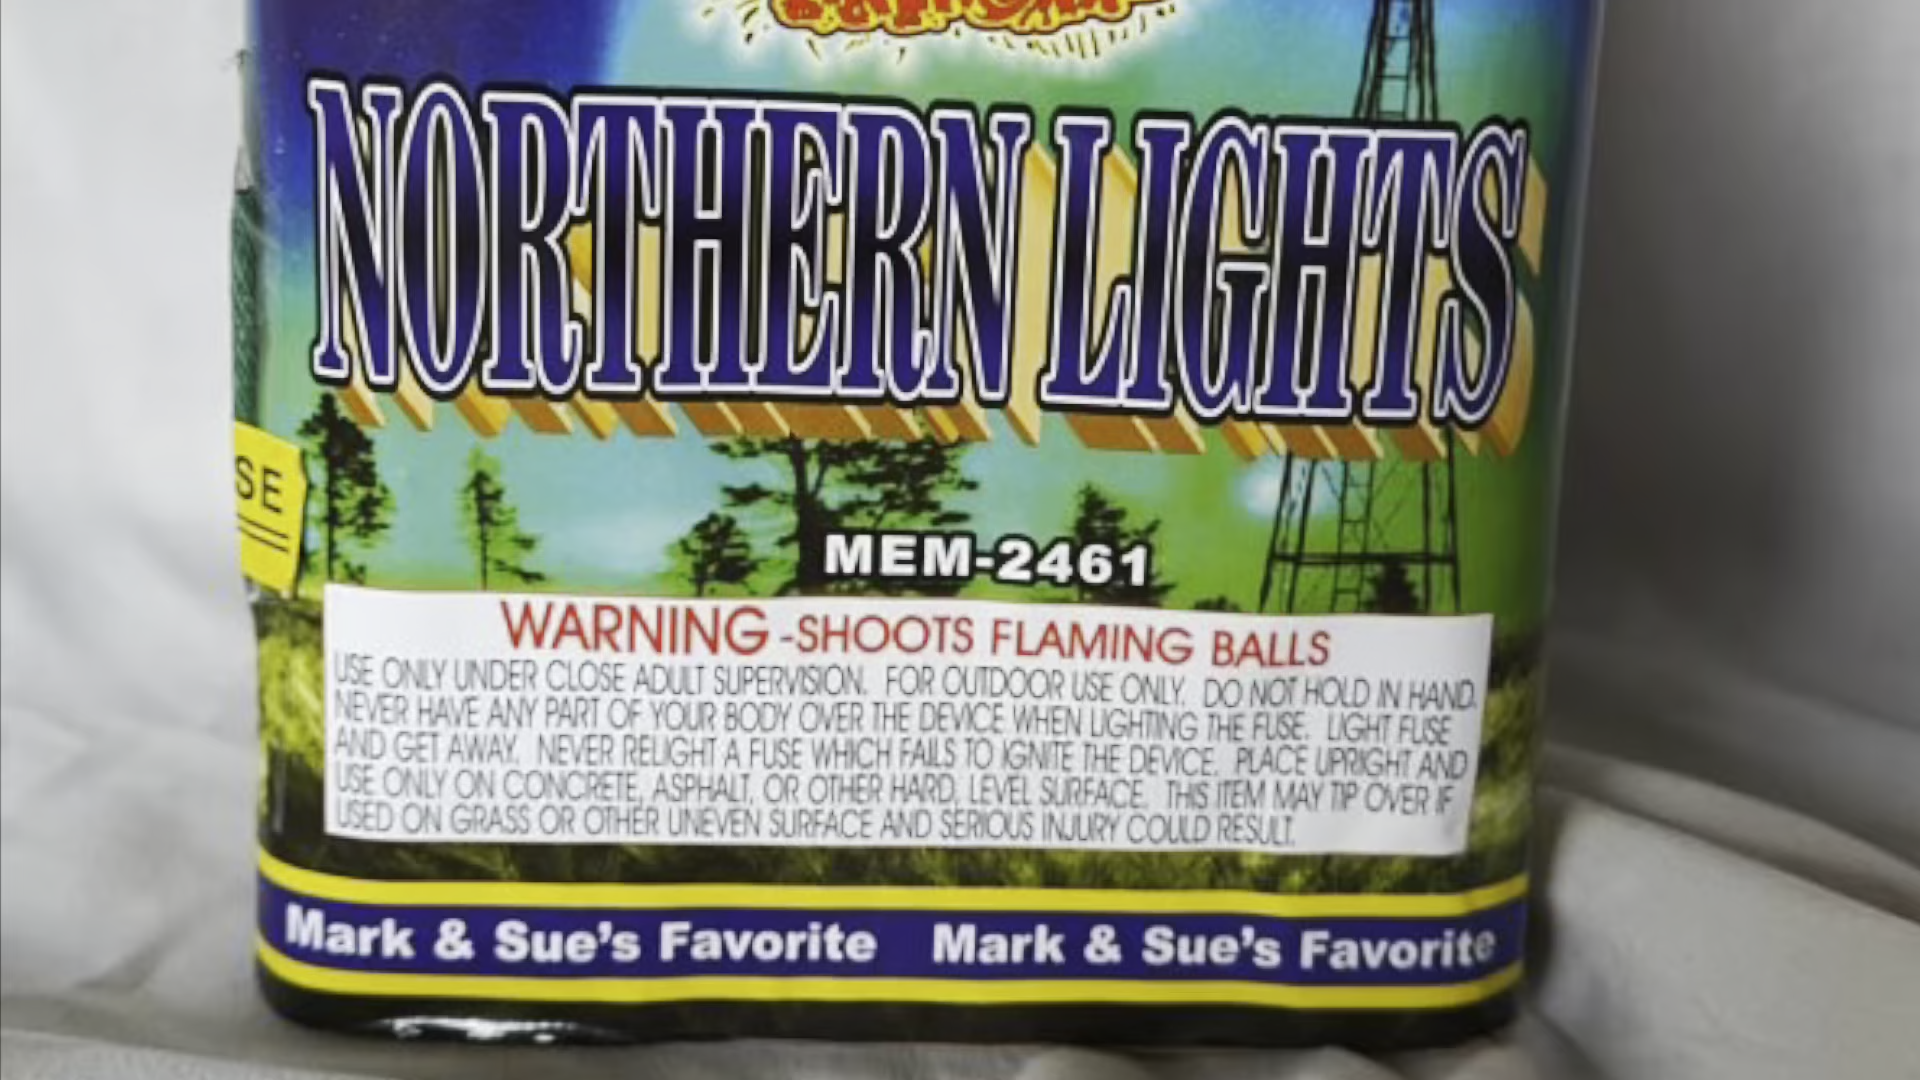 NORTHERN LIGHTS
SE
MEM-2461
WARNING -SHOOTS FLAMING BALLS
USE ONLY UNDER CLOSE ADULT SUPERVISION. FOR OUTDOOR USE ONLY. DO NOT HOLD IN HAND.
NEVER HAVE ANY PART OF YOUR BODY OVER THE DEVICE WHEN LIGHTING THE FUSE. LIGHT FUSE
AND GET AWAY. NEVER RELIGHT A FUSE WHICH FAILS TO IGNITE THE DEVICE. PLACE UPRIGHT AND
USE ONLY ON CONCRETE, ASPHALT, OR OTHER HARD, LEVEL SURFACE. THIS ITEM MAY TIP OVER IF
USED ON GRASS OR OTHER UNEVEN SURFACE AND SERIOUS INJURY COULD RESULT.
Mark & Sue's Favorite Mark & Sue's Favorite